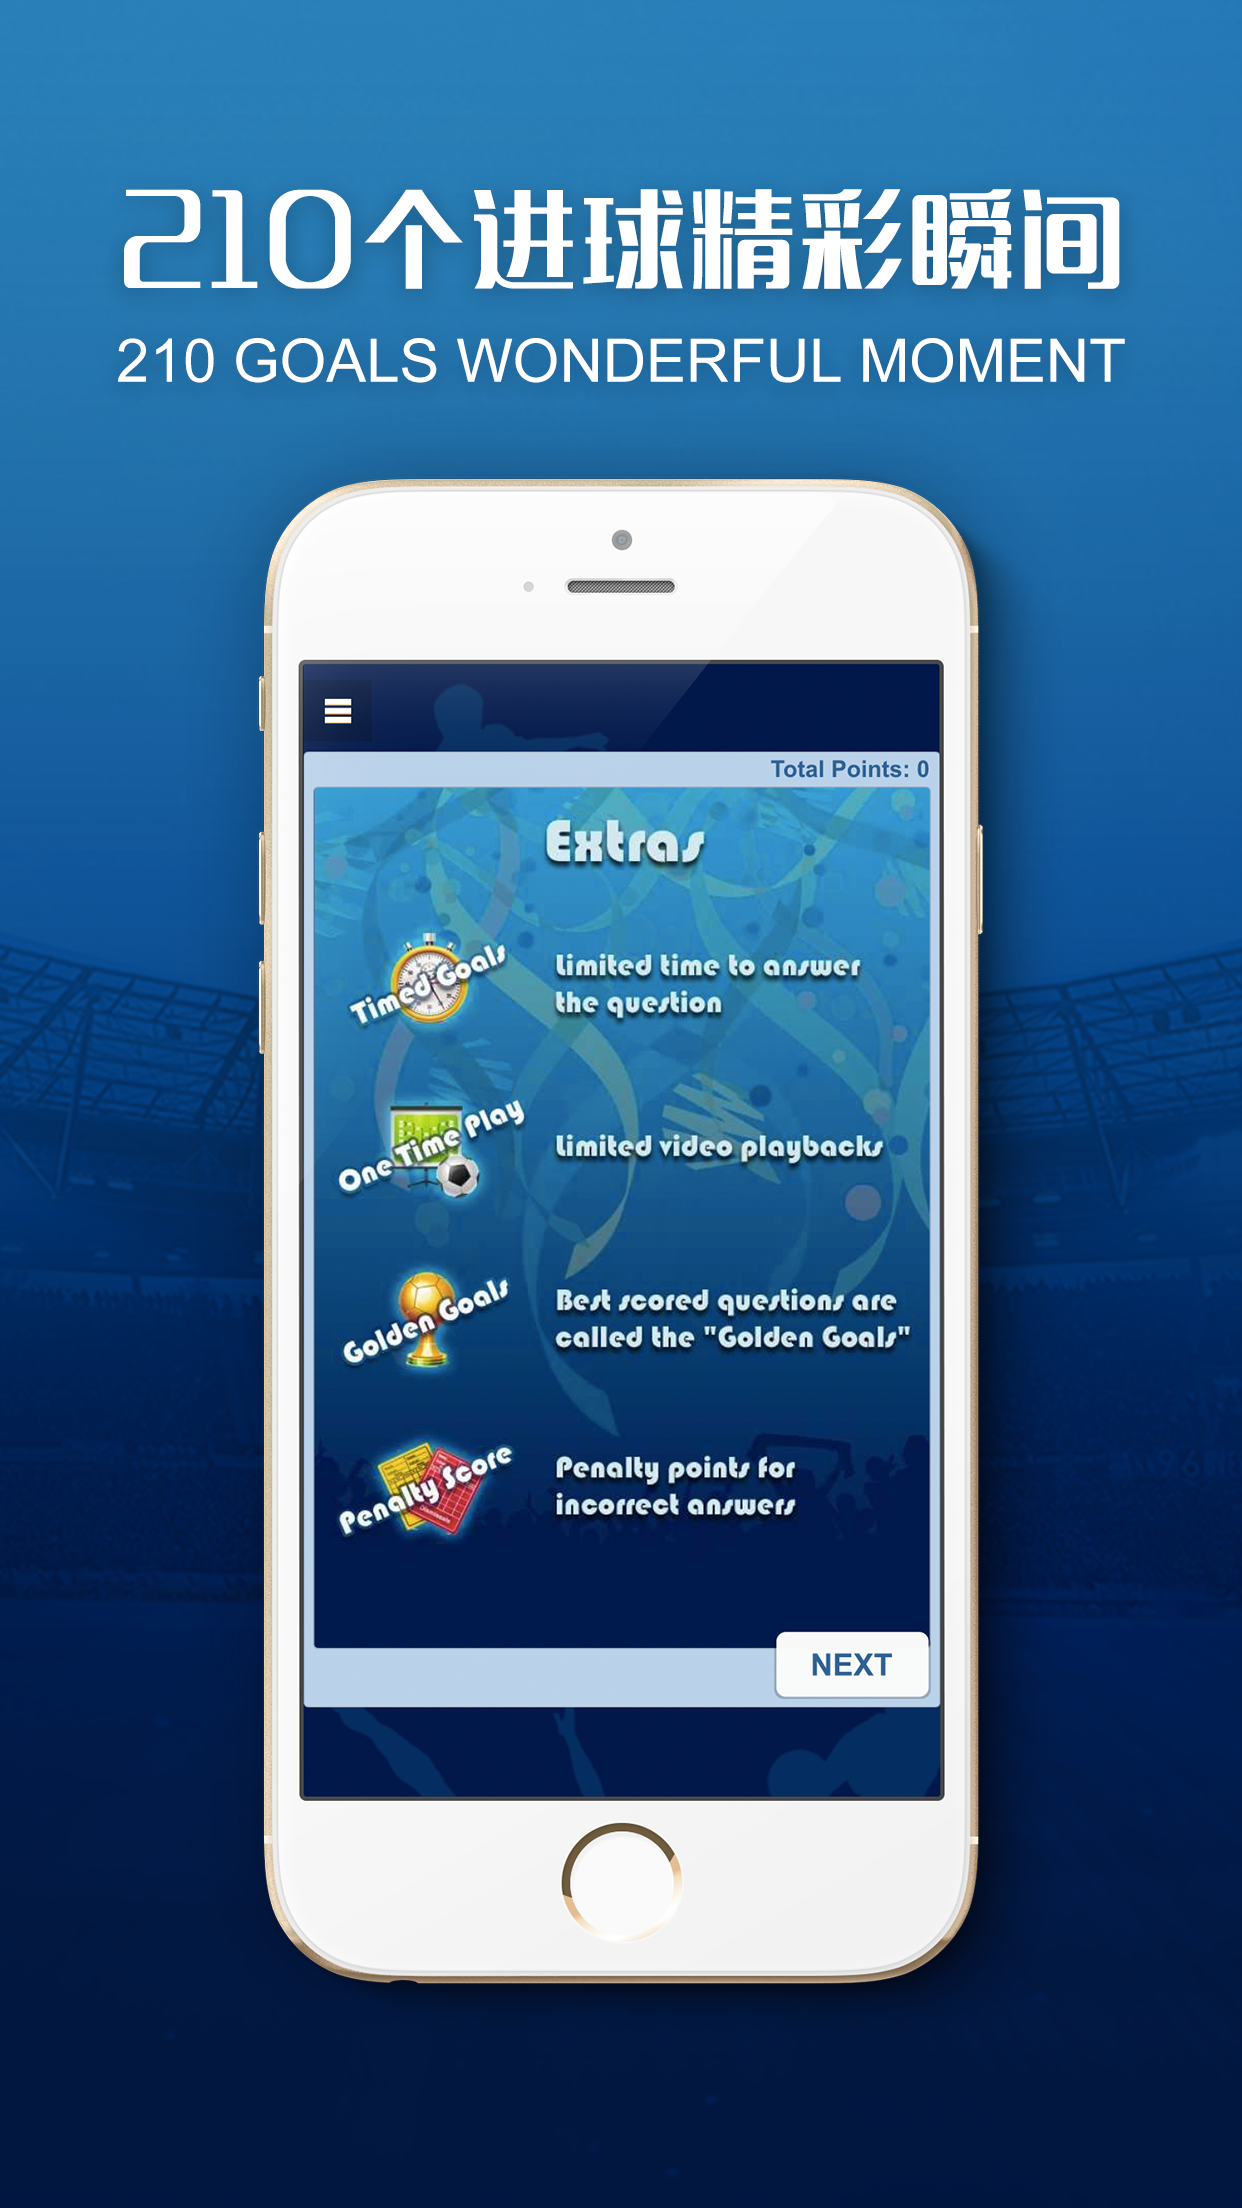 210个进球精彩瞬间
210 GOALS WONDERFUL MOMENT
Total Points: 0
Extras
Timed Goals
Limited time to answer
the question
One Time Play
Limited video playbacks
Golden Goals
Best scored questions are
called the "Golden Goals"
Penalty Score
Penalty points for
incorrect answers
NEXT